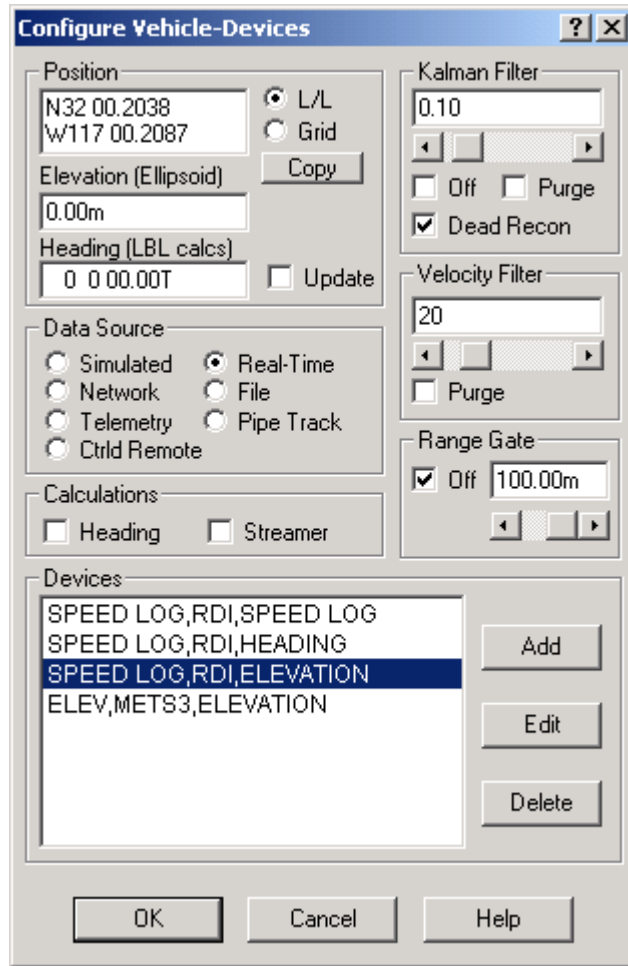 Configure Vehicle-Devices
Position
N32 00.2038
W117 00.2087
L/L
Grid
Copy
Elevation (Ellipsoid)
0.00m
Heading (LBL calcs)
0 0 00.00T
Update
Kalman Filter
0.10
Off
Purge
Dead Recon
Velocity Filter
20
Purge
Data Source
Simulated
Real-Time
Network
File
Telemetry
Pipe Track
Ctrld Remote
Range Gate
Off
100.00m
Calculations
Heading
Streamer
Devices
SPEED LOG,RDI,SPEED LOG
SPEED LOG,RDI,HEADING
SPEED LOG,RDI,ELEVATION
ELEV,METS3,ELEVATION
Add
Edit
Delete
OK
Cancel
Help